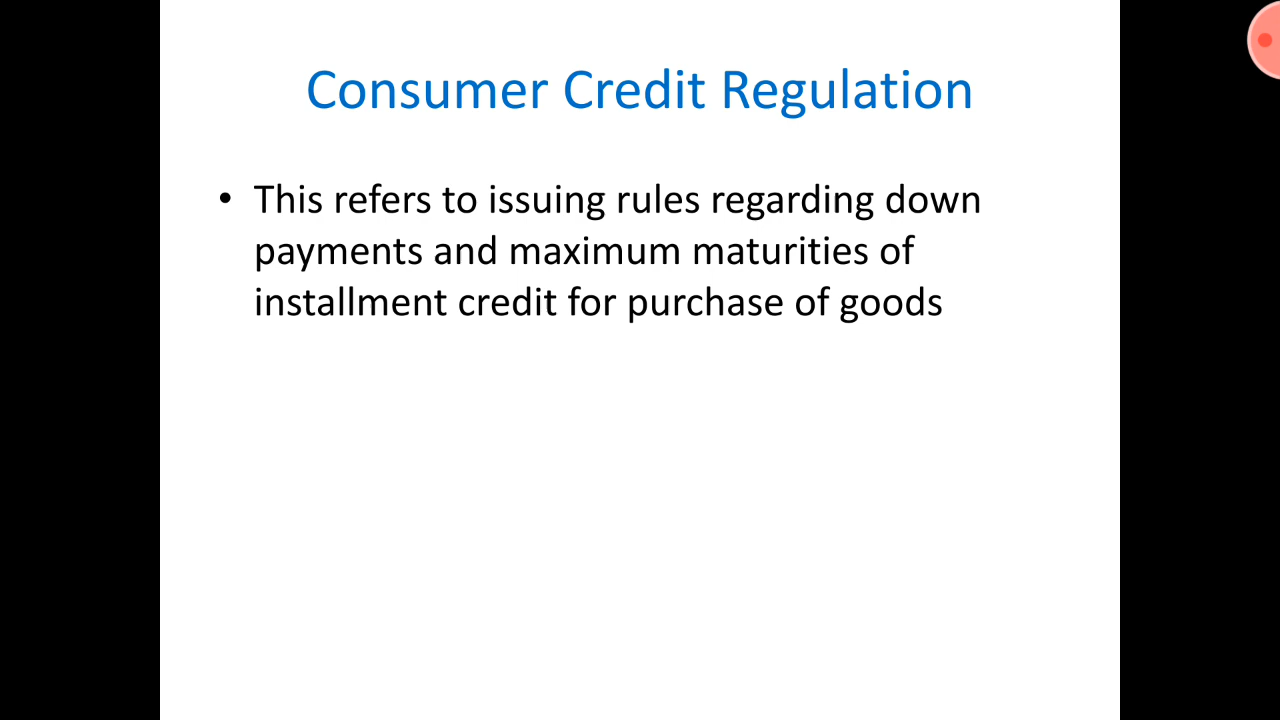 Consumer Credit Regulation
• This refers to issuing rules regarding down
payments and maximum maturities of
installment credit for purchase of goods